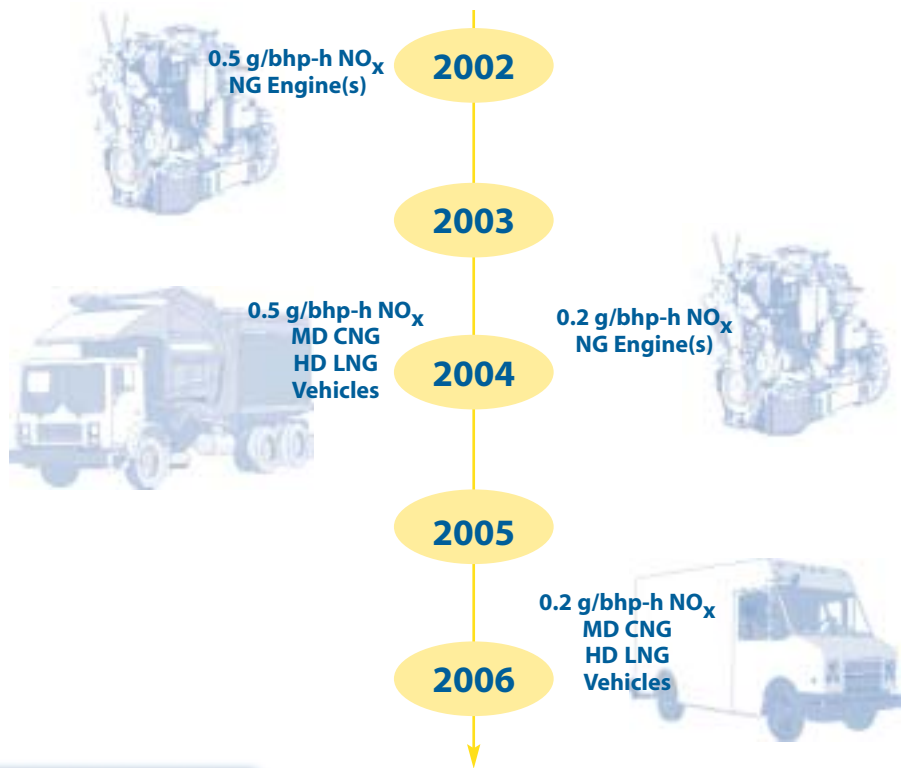 0.5 g/bhp-h NOx
NG Engine(s)
2002
2003
0.5 g/bhp-h NOx
MD CNG
HD LNG
Vehicles
2004
0.2 g/bhp-h NOx
NG Engine(s)
2005
0.2 g/bhp-h NOx
MD CNG
HD LNG
Vehicles
2006